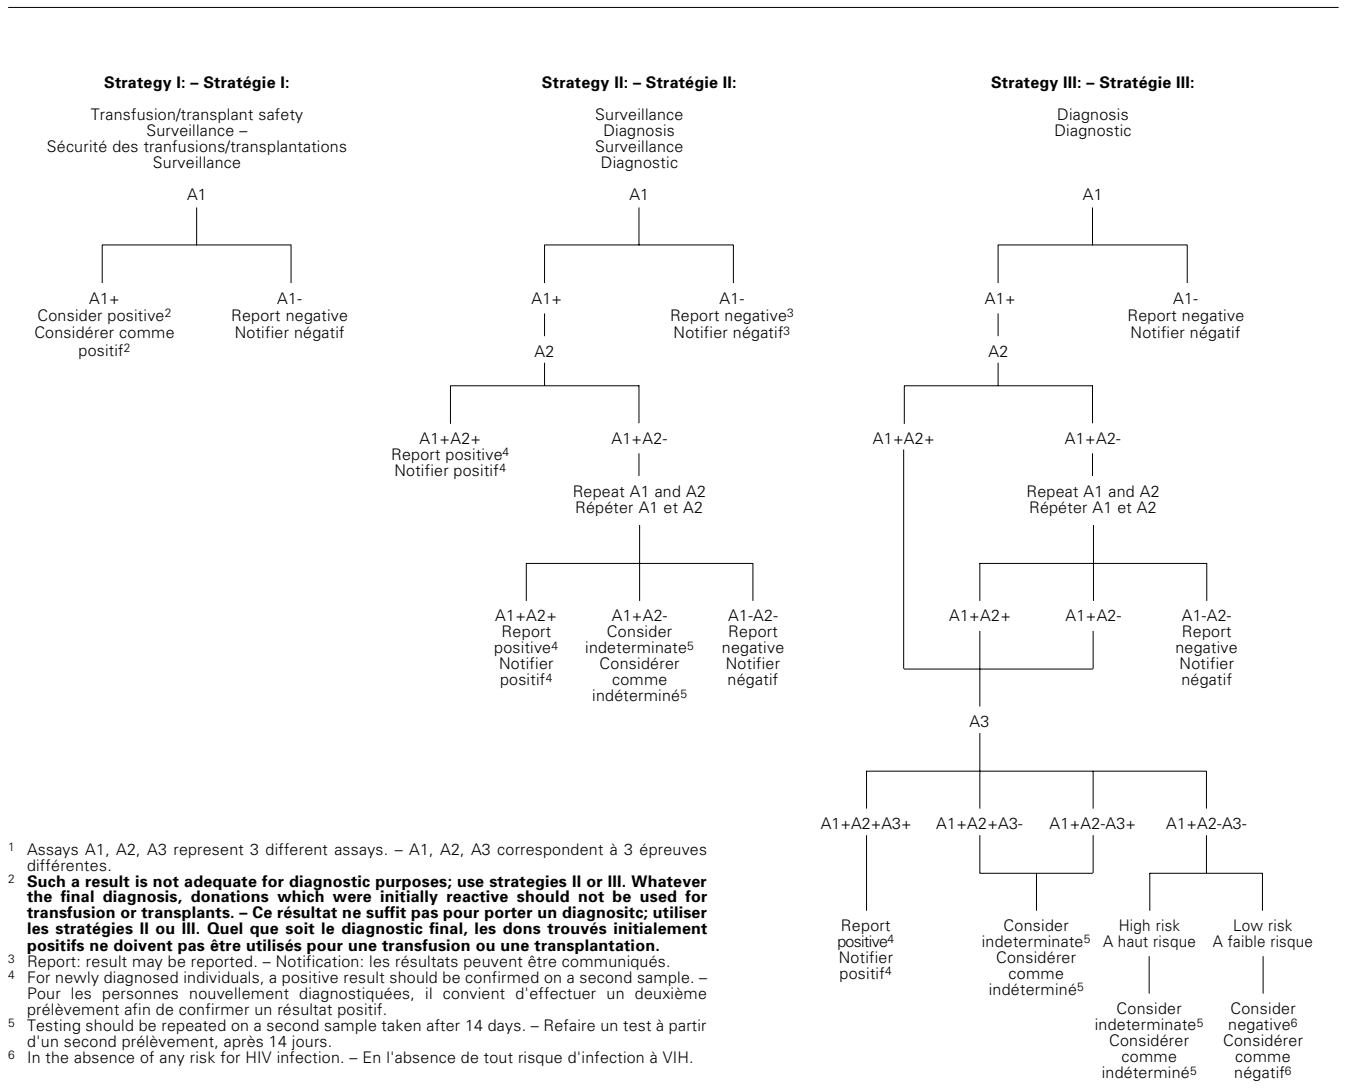 Strategy I: – Stratégie I:
Transfusion/transplant safety
Surveillance –
Sécurité des tranfusions/transplantations
Surveillance
A1
A1+
Consider positive2
Considérer comme
positif2
A1-
Report negative
Notifier négatif
Strategy II: – Stratégie II:
Surveillance
Diagnosis
Surveillance
Diagnostic
A1
A1+
A1-
Report negative3
Notifier négatif3
A2
A1+A2+
Report positive4
Notifier positif4
A1+A2-
Repeat A1 and A2
Répéter A1 et A2
A1+A2+
Report
positive4
Notifier
positif4
A1+A2-
Consider
indeterminate5
Considérer
comme
indéterminé5
A1-A2-
Report
negative
Notifier
négatif
Strategy III: – Stratégie III:
Diagnosis
Diagnostic
A1
A1+
A1-
Report negative
Notifier négatif
A2
A1+A2+
A1+A2-
Repeat A1 and A2
Répéter A1 et A2
A1+A2+
A1+A2-
A1-A2-
Report
negative
Notifier
négatif
A3
A1+A2+A3+
A1+A2+A3-
A1+A2-A3+
A1+A2-A3-
Report
positive4
Notifier
positif4
Consider
indeterminate5
Considérer
comme
indéterminé5
High risk
A haut risque
Low risk
A faible risque
Consider
indeterminate5
Considérer
comme
indéterminé5
Consider
negative6
Considérer
comme
négatif6
1 Assays A1, A2, A3 represent 3 different assays. – A1, A2, A3 correspondent à 3 épreuves
différentes.
2 Such a result is not adequate for diagnostic purposes; use strategies II or III. Whatever
the final diagnosis, donations which were initially reactive should not be used for
transfusion or transplants. – Ce résultat ne suffit pas pour porter un diagnositc; utiliser
les stratégies II ou III. Quel que soit le diagnostic final, les dons trouvés initialement
positifs ne doivent pas être utilisés pour une transfusion ou une transplantation.
3 Report: result may be reported. – Notification: les résultats peuvent être communiqués.
4 For newly diagnosed individuals, a positive result should be confirmed on a second sample. –
Pour les personnes nouvellement diagnostiquées, il convient d'effectuer un deuxième
prélèvement afin de confirmer un résultat positif.
5 Testing should be repeated on a second sample taken after 14 days. – Refaire un test à partir
d'un second prélèvement, après 14 jours.
6 In the absence of any risk for HIV infection. – En l'absence de tout risque d'infection à VIH.